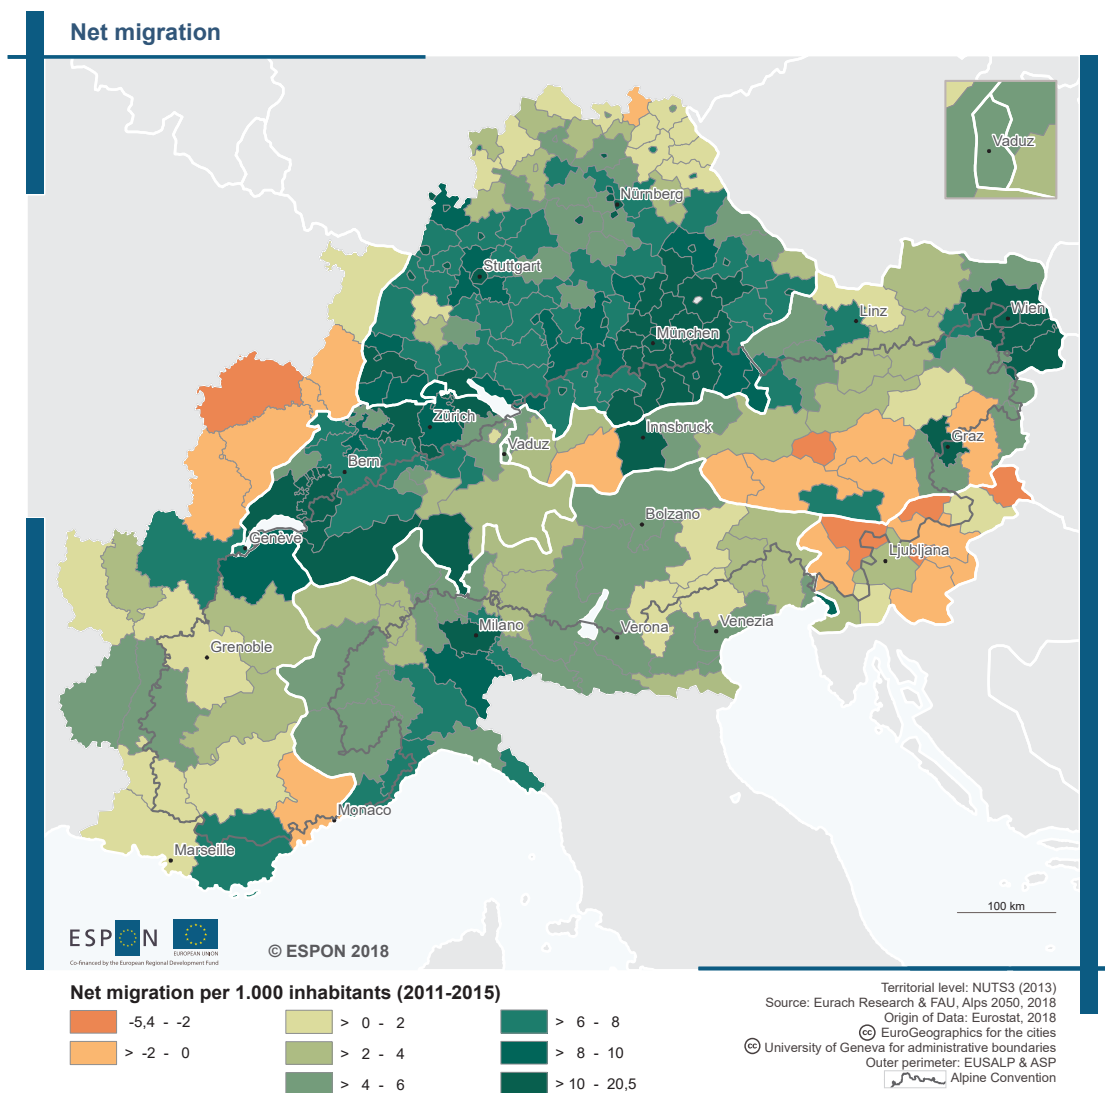 Net migration
Vaduz
Nürnberg
Stuttgart
Wien
Linz
München
Zürich
Innsbruck
Graz
Vaduz
Bern
Bolzano
Genève
Ljubljana
Milano
Verona
Venezia
Grenoble
Monaco
Marseille
100 km
ESPON
EUROPEAN UNION
Co-financed by the European Regional Development Fund
© ESPON 2018
Net migration per 1.000 inhabitants (2011-2015)
-5,4 - -2
> -2 - 0
> 0 - 2
> 2 - 4
> 4 - 6
> 6 - 8
> 8 - 10
> 10 - 20,5
Territorial level: NUTS3 (2013)
Source: Eurach Research & FAU, Alps 2050, 2018
Origin of Data: Eurostat, 2018
(cc) EuroGeographics for the cities
(cc) University of Geneva for administrative boundaries
Outer perimeter: EUSALP & ASP
Alpine Convention